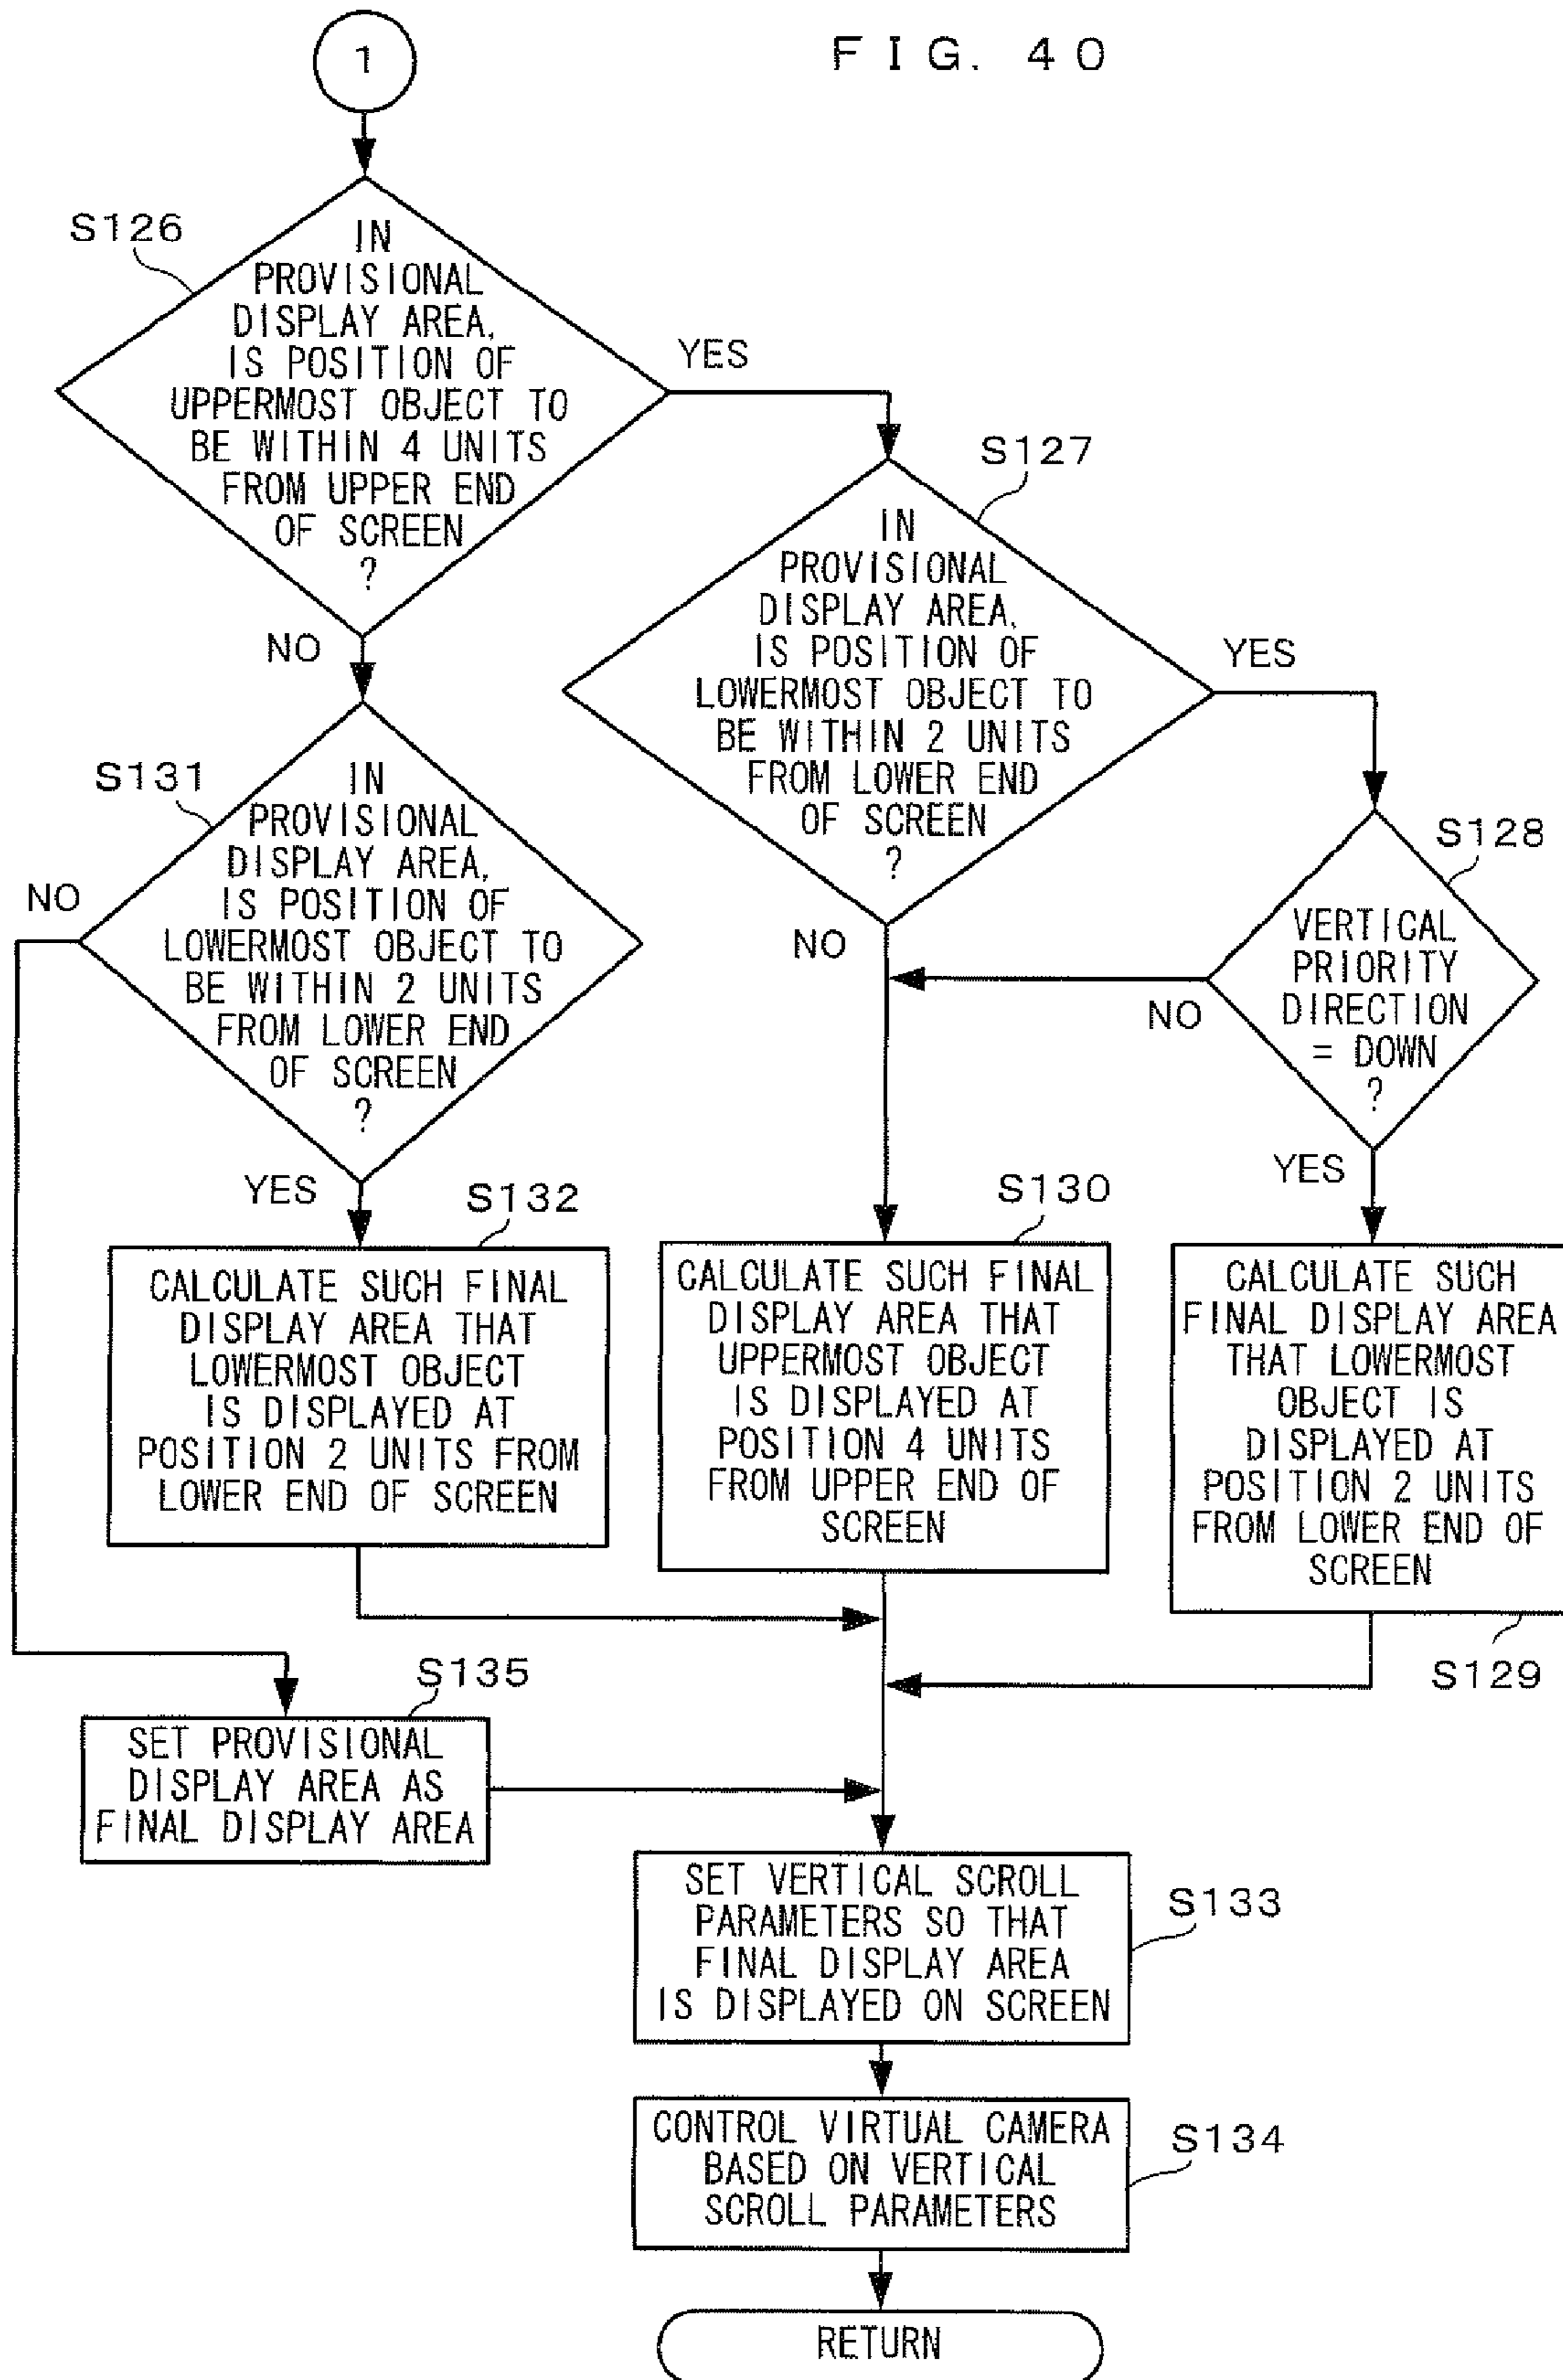 FIG. 40
1
S126
IN
PROVISIONAL
DISPLAY AREA,
IS POSITION OF
UPPERMOST OBJECT TO
BE WITHIN 4 UNITS
FROM UPPER END
OF SCREEN
?
YES
NO
S127
IN
PROVISIONAL
DISPLAY AREA,
IS POSITION OF
LOWERMOST OBJECT TO
BE WITHIN 2 UNITS
FROM LOWER END
OF SCREEN
?
YES
NO
S131
IN
PROVISIONAL
DISPLAY AREA,
IS POSITION OF
LOWERMOST OBJECT TO
BE WITHIN 2 UNITS
FROM LOWER END
OF SCREEN
?
NO
YES
S128
VERTICAL
PRIORITY
DIRECTION
= DOWN
?
NO
YES
S132
CALCULATE SUCH FINAL
DISPLAY AREA THAT
LOWERMOST OBJECT
IS DISPLAYED AT
POSITION 2 UNITS FROM
LOWER END OF SCREEN
S130
CALCULATE SUCH FINAL
DISPLAY AREA THAT
UPPERMOST OBJECT
IS DISPLAYED AT
POSITION 4 UNITS
FROM UPPER END OF
SCREEN
CALCULATE SUCH
FINAL DISPLAY AREA
THAT LOWERMOST
OBJECT IS
DISPLAYED AT
POSITION 2 UNITS
FROM LOWER END OF
SCREEN
S129
S135
SET PROVISIONAL
DISPLAY AREA AS
FINAL DISPLAY AREA
SET VERTICAL SCROLL
PARAMETERS SO THAT
FINAL DISPLAY AREA
IS DISPLAYED ON SCREEN
S133
CONTROL VIRTUAL CAMERA
BASED ON VERTICAL
SCROLL PARAMETERS
S134
RETURN